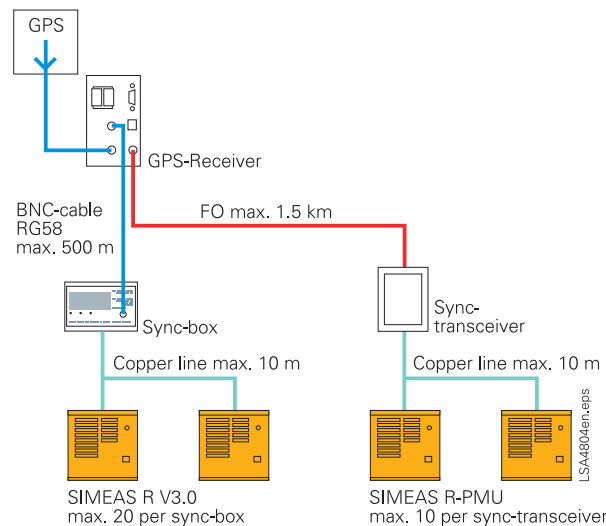 GPS
GPS-Receiver
BNC-cable
RG58
max. 500 m
FO max. 1.5 km
Sync-box
Sync-
transceiver
Copper line max. 10 m
Copper line max. 10 m
SIMEAS R V3.0
max. 20 per sync-box
SIMEAS R-PMU
max. 10 per sync-transceiver
LSA4804en.eps